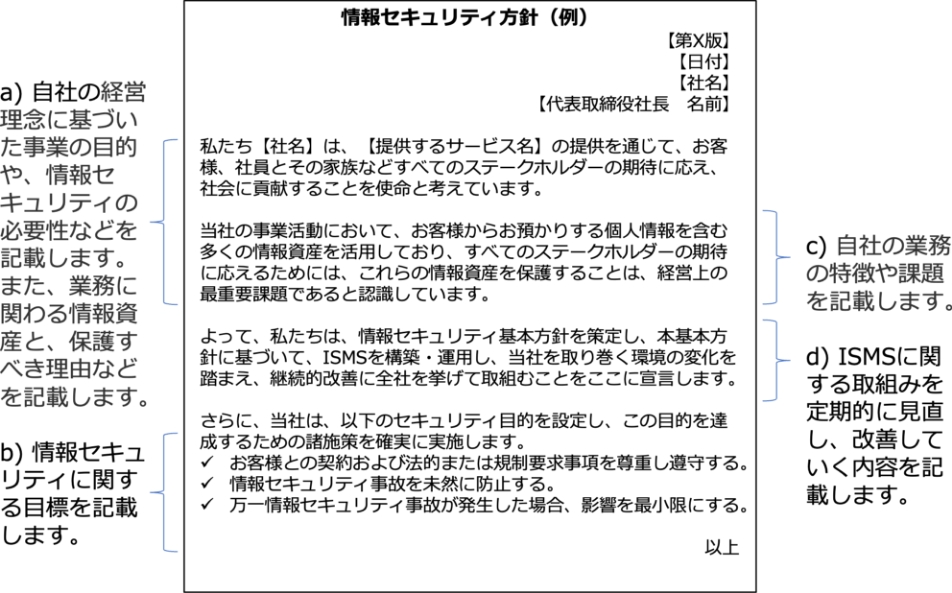 情報セキュリティ方針（例）
【第X版】
【日付】
【社名】
【代表取締役社長　名前】
a) 自社の経営
理念に基づい
た事業の目的
や、情報セ
キュリティの
必要性などを
記載します。
また、業務に
関わる情報資
産と、保護す
べき理由など
を記載します。
私たち【社名】は、【提供するサービス名】の提供を通じて、お客
様、社員とその家族などすべてのステークホルダーの期待に応え、
社会に貢献することを使命と考えています。
当社の事業活動において、お客様からお預かりする個人情報を含む
多くの情報資産を活用しており、すべてのステークホルダーの期待
に応えるためには、これらの情報資産を保護することは、経営上の
最重要課題であると認識しています。
c) 自社の業務
の特徴や課題
を記載します。
よって、私たちは、情報セキュリティ基本方針を策定し、本基本方
針に基づいて、ISMSを構築・運用し、当社を取り巻く環境の変化を
踏まえ、継続的改善に全社を挙げて取組むことをここに宣言します。
d) ISMSに関
する取組みを
定期的に見直
し、改善して
いく内容を記
載します。
b) 情報セキュ
リティに関す
る目標を記載
します。
さらに、当社は、以下のセキュリティ目的を設定し、この目的を達
成するための諸施策を確実に実施します。
✓ お客様との契約および法的または規制要求事項を尊重し遵守する。
✓ 情報セキュリティ事故を未然に防止する。
✓ 万一情報セキュリティ事故が発生した場合、影響を最小限にする。
以上